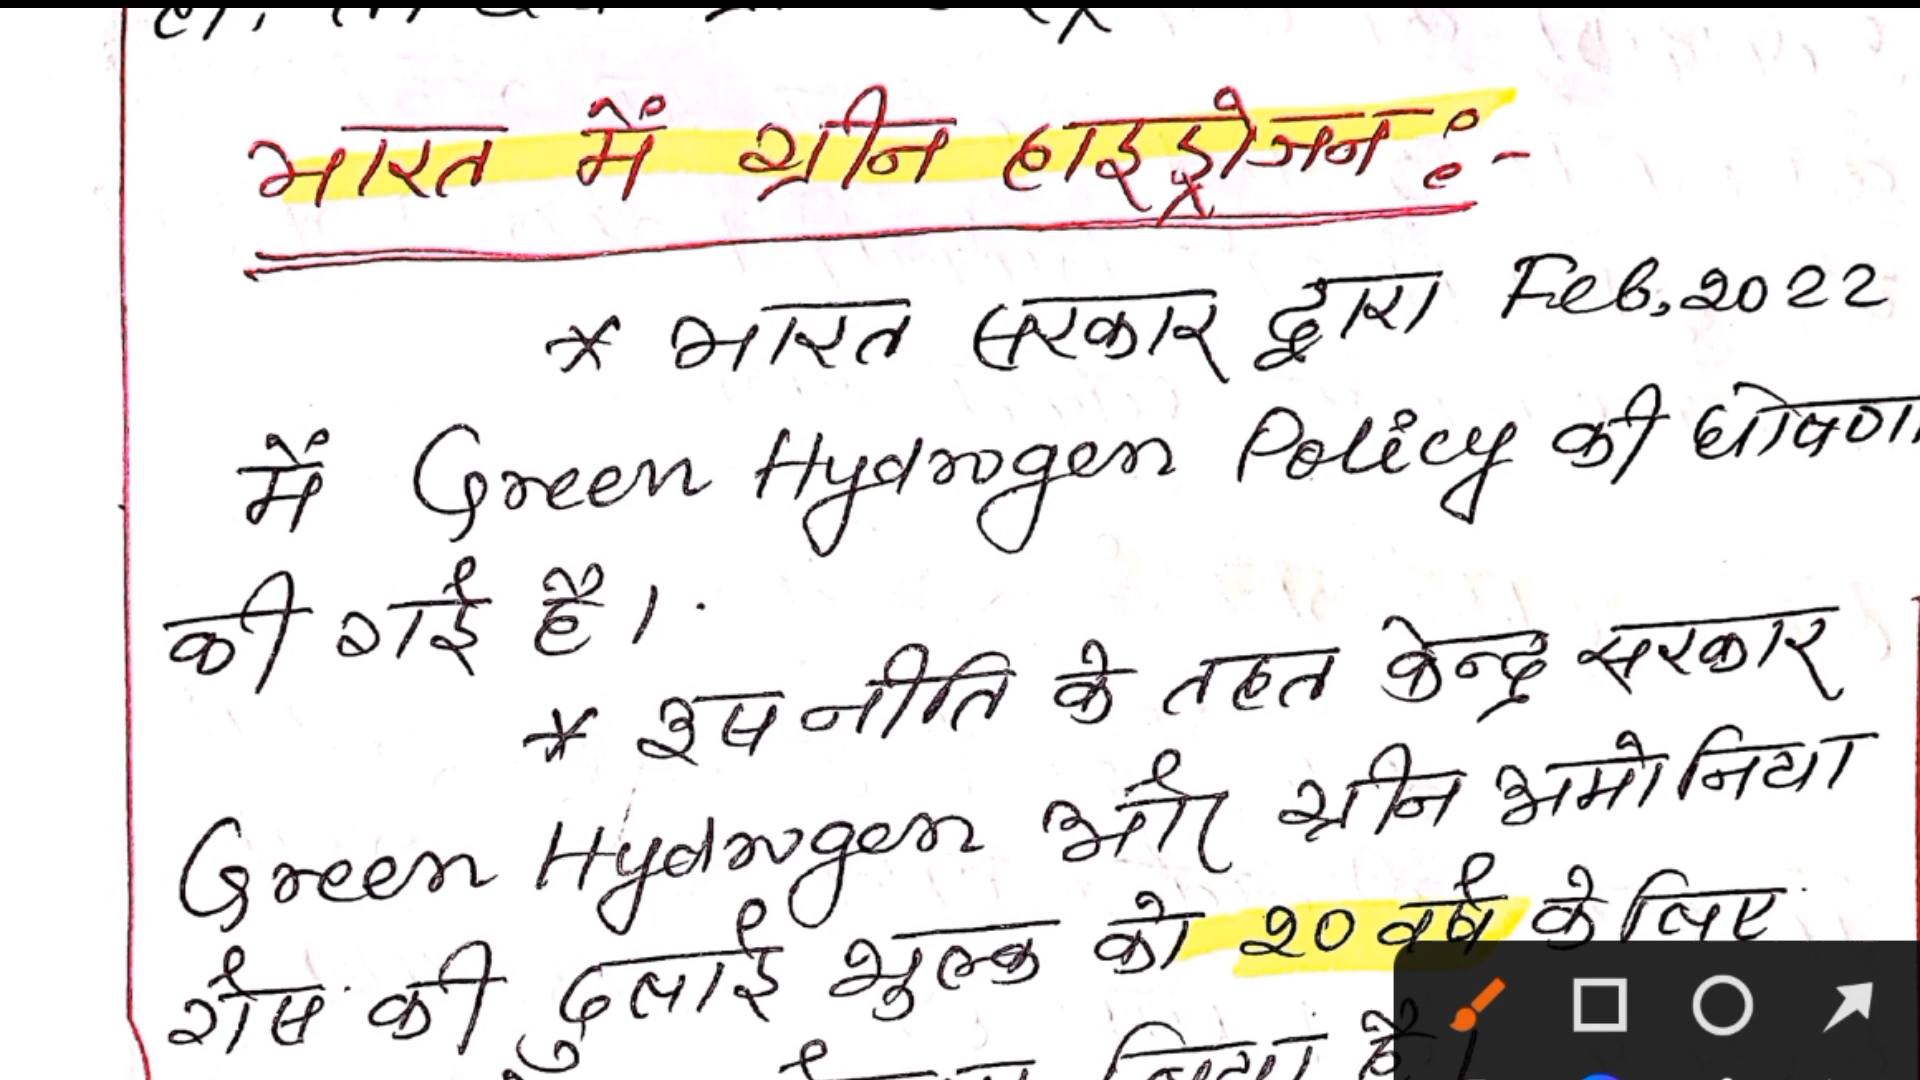 भारत में ग्रीन हाइड्रोजन :-
* भारत सरकार द्वारा Feb, 2022
में Green Hydrogen Policy की घोषणा
की गई है।
* इस नीति के तहत केन्द्र सरकार
Green Hydrogen और ग्रीन अमोनिया
गैस की ढुलाई शुल्क को 20 वर्ष के लिए
है।